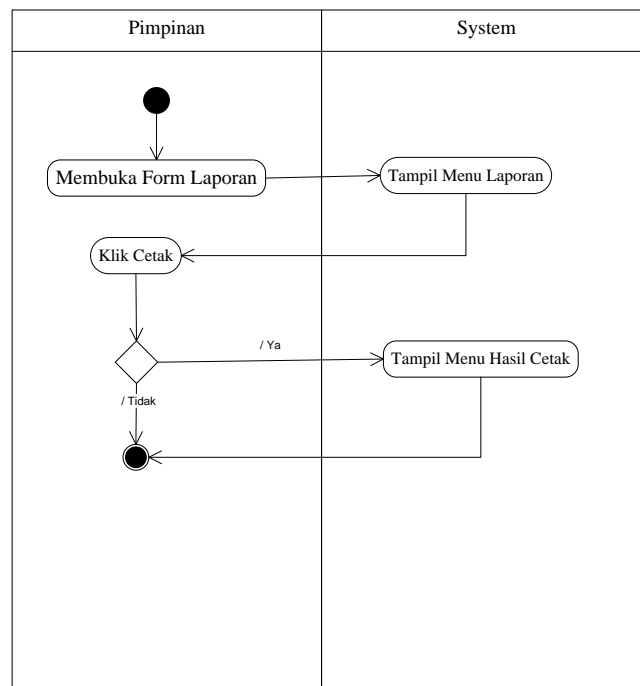 Pimpinan
System
Membuka Form Laporan
Tampil Menu Laporan
Klik Cetak
/ Ya
Tampil Menu Hasil Cetak
/ Tidak